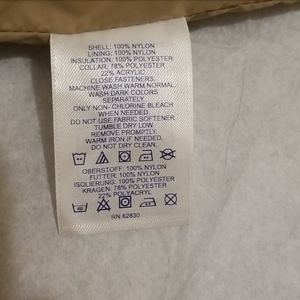 SHELL: 100% NYLON
LINING: 100% NYLON
INSULATION: 100% POLYESTER
COLLAR: 78% POLYESTER
22% ACRYLIC
CLOSE FASTENERS.
MACHINE WASH WARM NORMAL.
WASH DARK COLORS
SEPARATELY.
ONLY NON- CHLORINE BLEACH
WHEN NEEDED.
DO NOT USE FABRIC SOFTENER.
TUMBLE DRY LOW
REMOVE PROMPTLY.
WARM IRON IF NEEDED.
DO NOT DRY CLEAN.
OBERSTOFF: 100% NYLON
FUTTER: 100% NYLON
ISOLIERUNG: 100% POLYESTER
KRAGEN: 78% POLYESTER
22% POLYACRYL
40
RN 62830